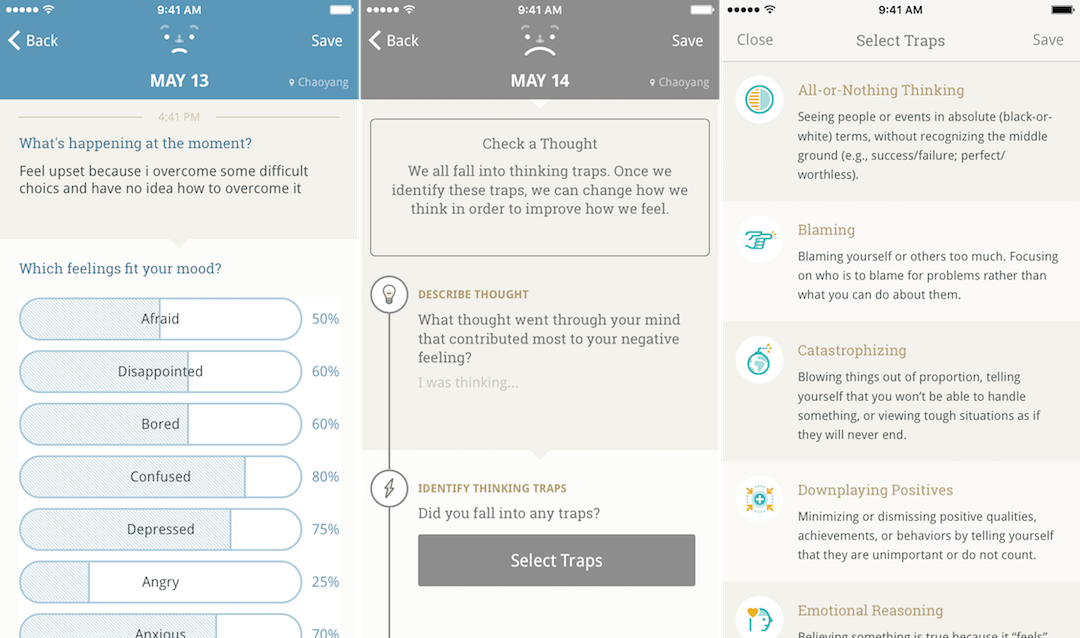 9:41 AM
Back
Save
MAY 13
Chaoyang
4:41 PM
What's happening at the moment?
Feel upset because i overcome some difficult
choics and have no idea how to overcome it
Which feelings fit your mood?
Afraid 50%
Disappointed 60%
Bored 60%
Confused 80%
Depressed 75%
Angry 25%
Anxious 70%
9:41 AM
Back
Save
MAY 14
Chaoyang
Check a Thought
We all fall into thinking traps. Once we
identify these traps, we can change how we
think in order to improve how we feel.
DESCRIBE THOUGHT
What thought went through your mind
that contributed most to your negative
feeling?
I was thinking...
IDENTIFY THINKING TRAPS
Did you fall into any traps?
Select Traps
9:41 AM
Close
Select Traps
Save
All-or-Nothing Thinking
Seeing people or events in absolute (black-or-
white) terms, without recognizing the middle
ground (e.g., success/failure; perfect/
worthless).
Blaming
Blaming yourself or others too much. Focusing
on who is to blame for problems rather than
what you can do about them.
Catastrophizing
Blowing things out of proportion, telling
yourself that you won't be able to handle
something, or viewing tough situations as if
they will never end.
Downplaying Positives
Minimizing or dismissing positive qualities,
achievements, or behaviors by telling yourself
that they are unimportant or do not count.
Emotional Reasoning
Believing something is true because it "feels"